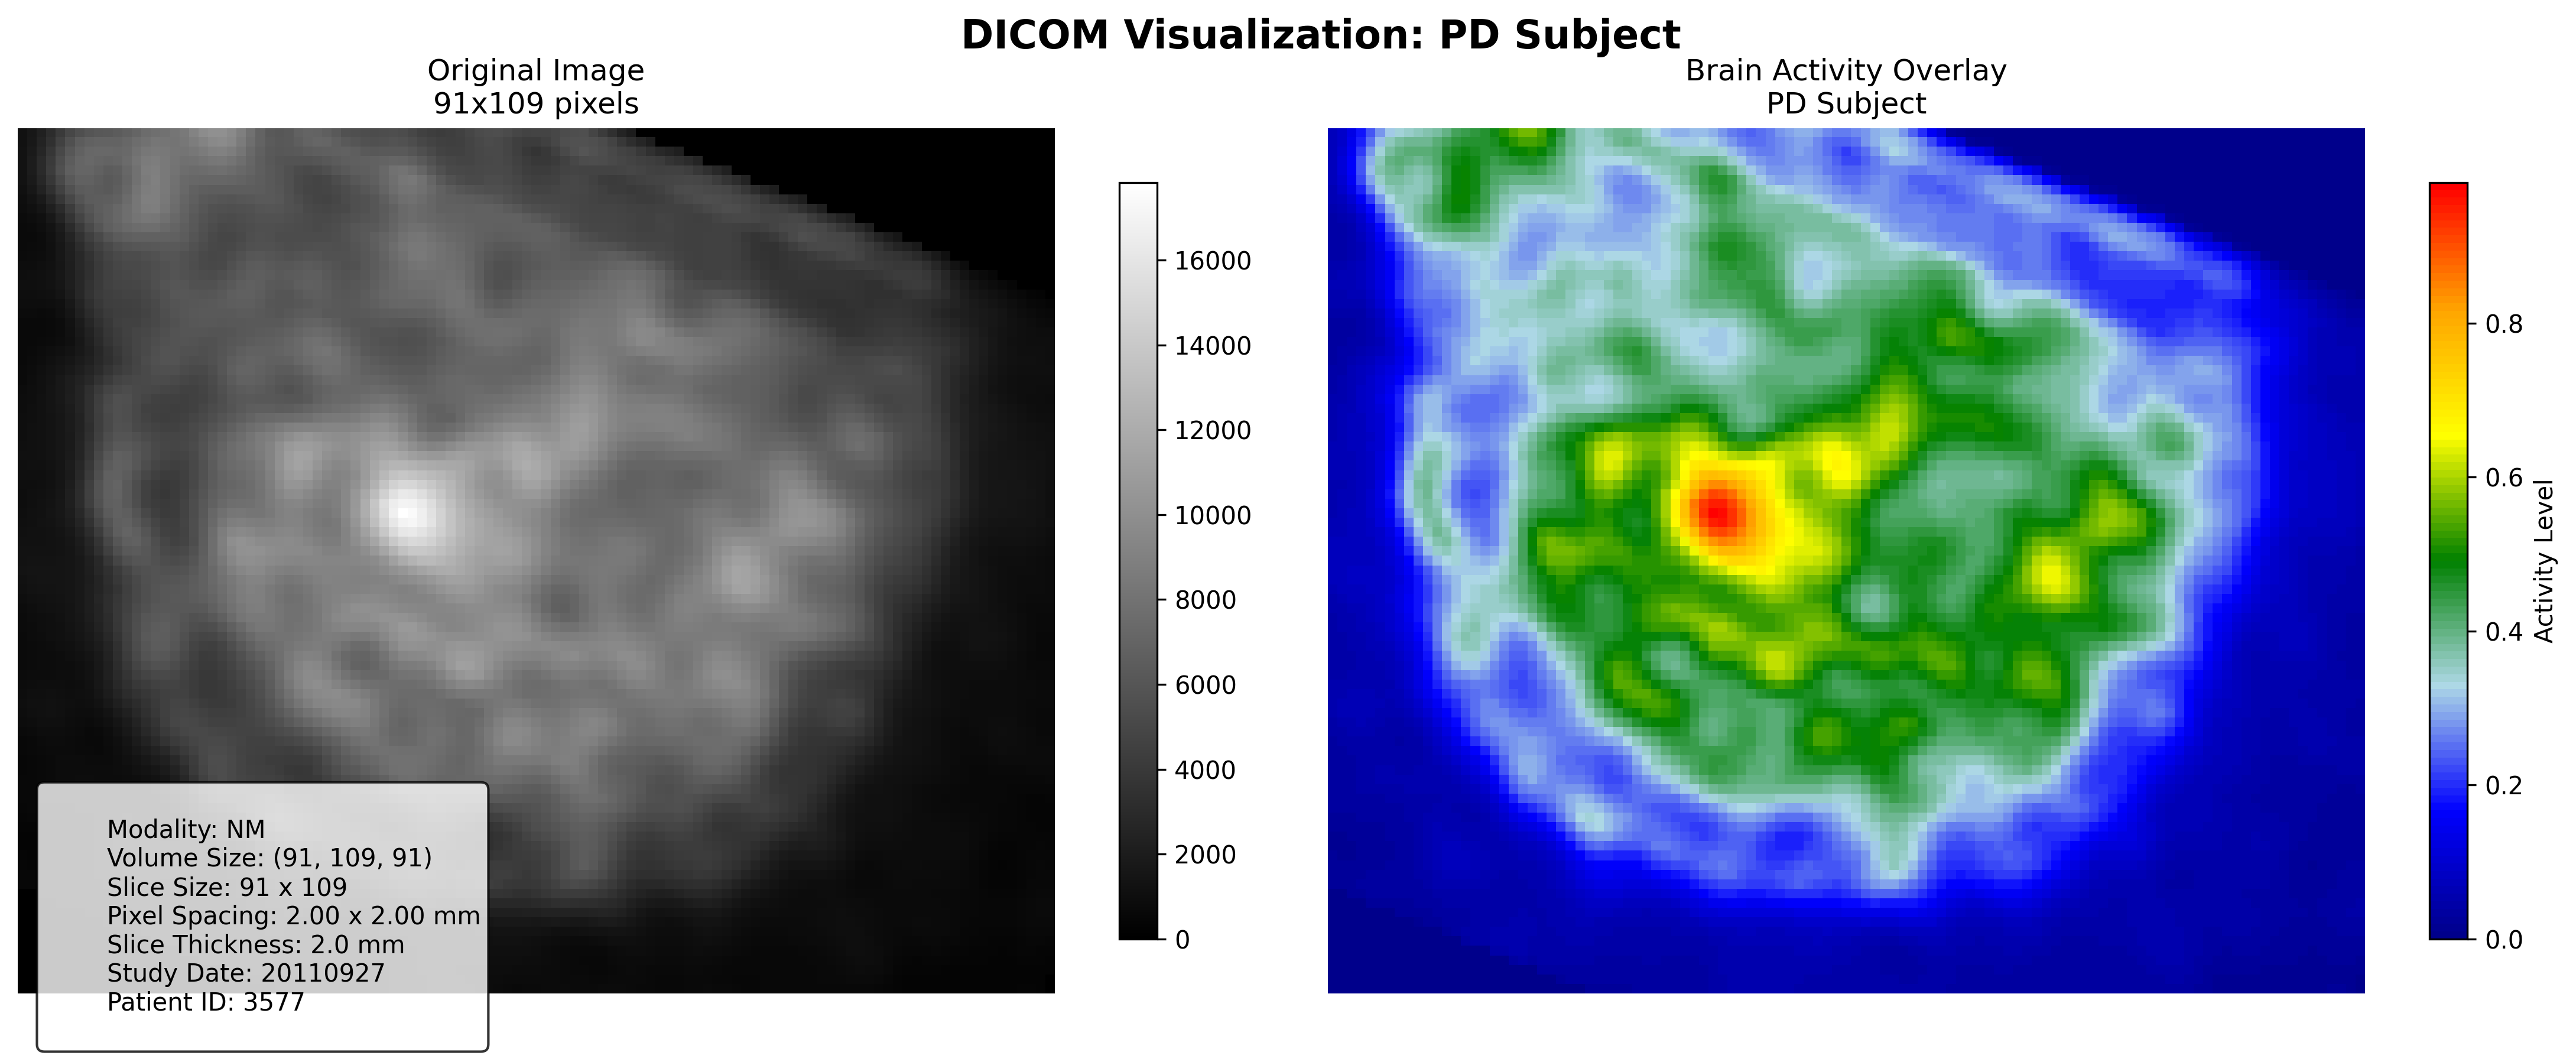 DICOM Visualization: PD Subject
Original Image
91x109 pixels
16000
14000
12000
10000
8000
6000
4000
2000
0
Modality: NM
Volume Size: (91, 109, 91)
Slice Size: 91 x 109
Pixel Spacing: 2.00 x 2.00 mm
Slice Thickness: 2.0 mm
Study Date: 20110927
Patient ID: 3577
Brain Activity Overlay
PD Subject
0.8
0.6
0.4
0.2
0.0
Activity Level